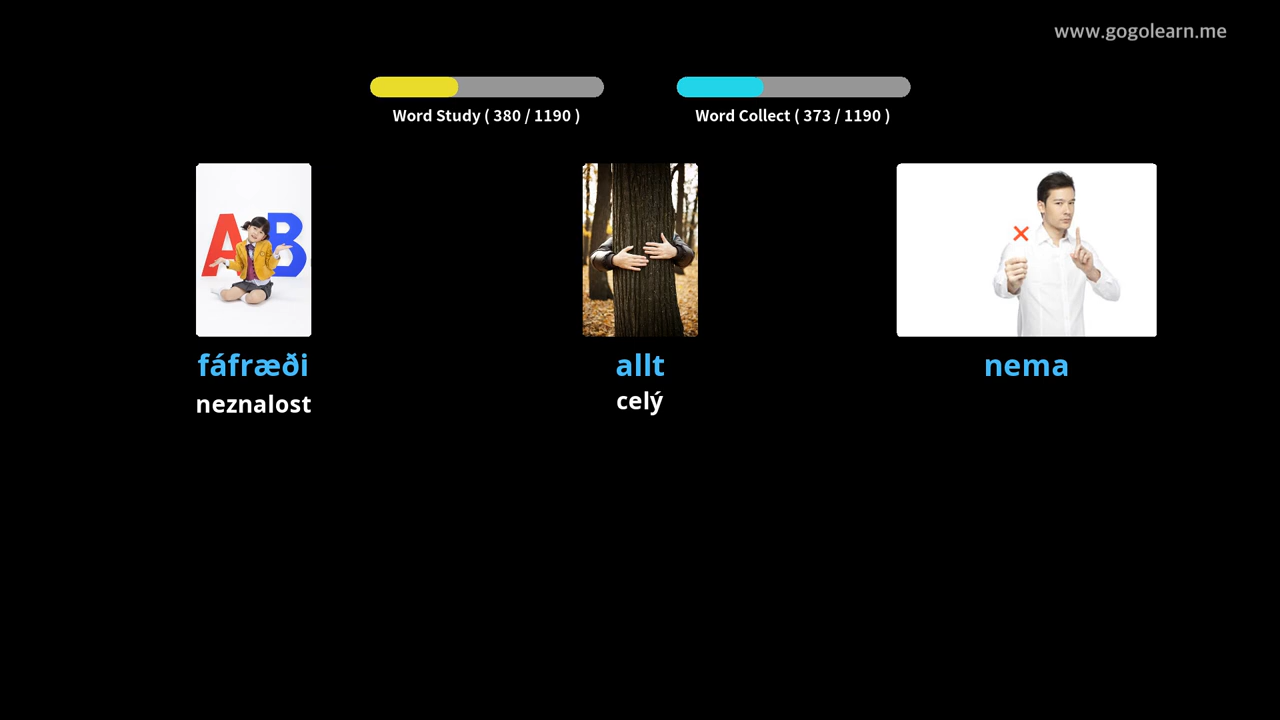 www.gogolearn.me
Word Study ( 380 / 1190 )
Word Collect ( 373 / 1190 )
A B
fáfræði
allt
nema
neznalost
celý